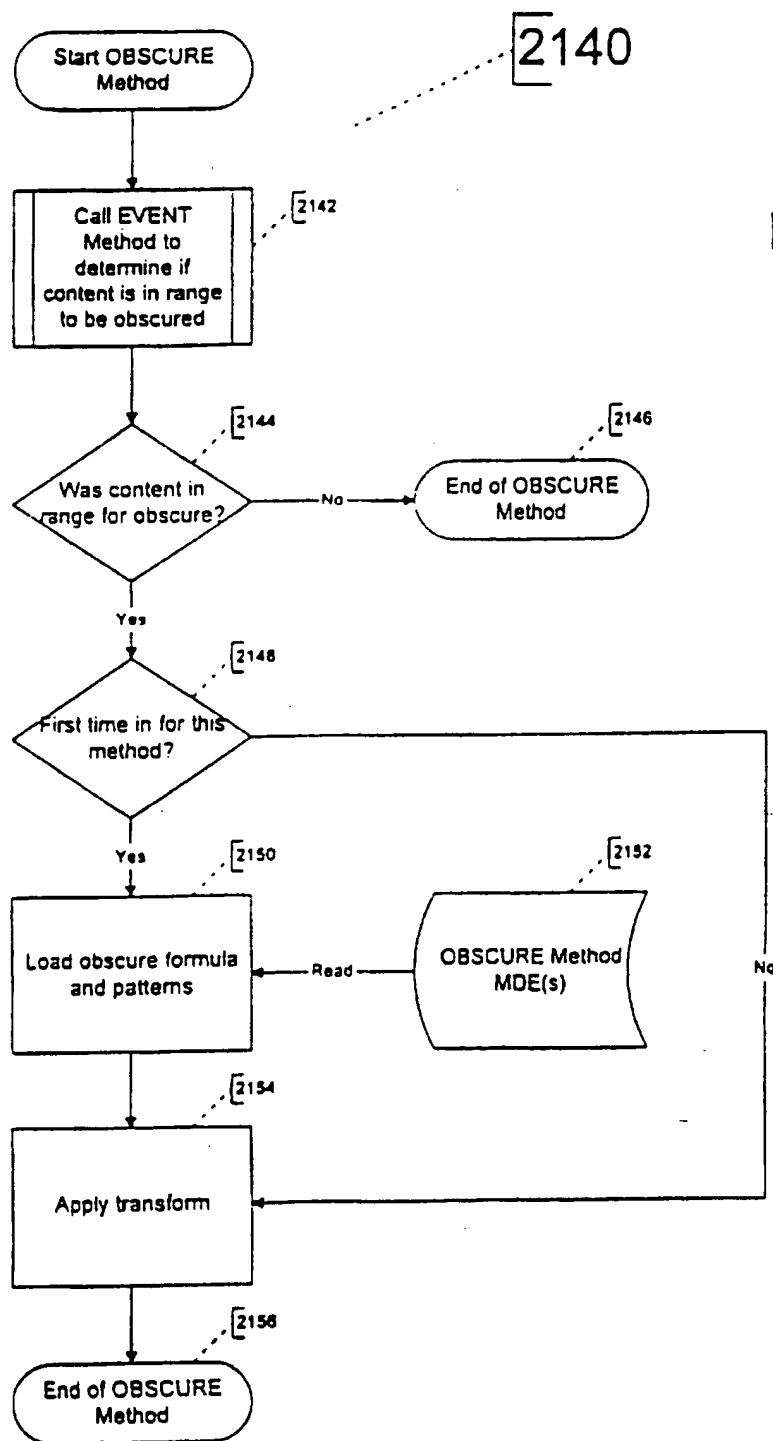 Start OBSCURE
Method
2140
Call EVENT
Method to
determine if
content is in range
to be obscured
2142
2144
Was content in
range for obscure?
No
2146
End of OBSCURE
Method
Yes
2148
First time in for this
method?
Yes
No
2150
Load obscure formula
and patterns
Read
2152
OBSCURE Method
MDE(s)
2154
Apply transform
2156
End of OBSCURE
Method